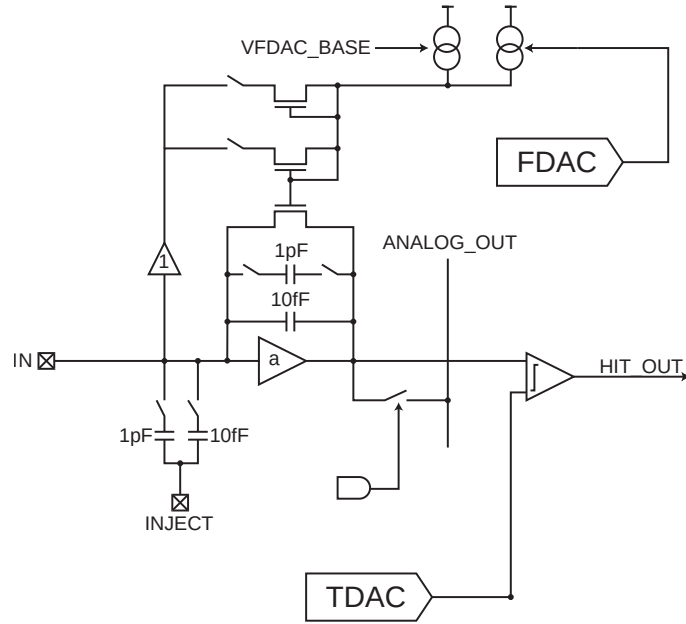 VFDAC_BASE
FDAC
ANALOG_OUT
1pF
1
10fF
IN
a
HIT_OUT
1pF
10fF
INJECT
TDAC